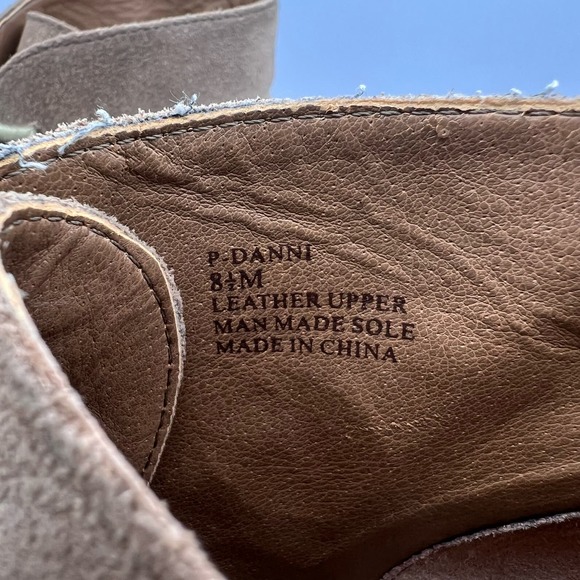 P-DANNI
8½M
LEATHER UPPER
MAN MADE SOLE
MADE IN CHINA